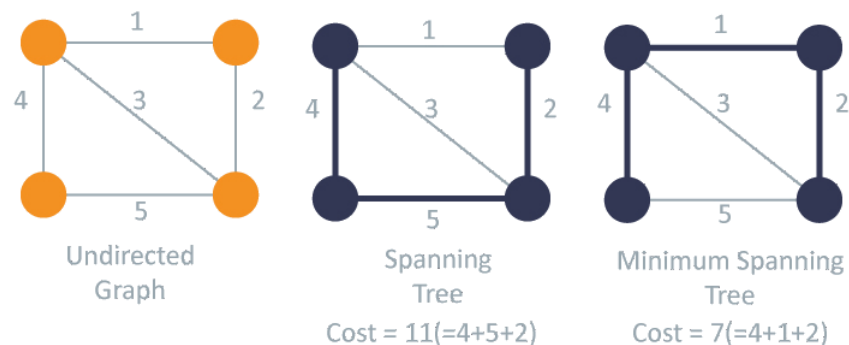 1
4
3
2
5
Undirected
Graph
1
4
3
2
5
Spanning
Tree
Cost = 11(=4+5+2)
1
4
3
2
5
Minimum Spanning
Tree
Cost = 7(=4+1+2)